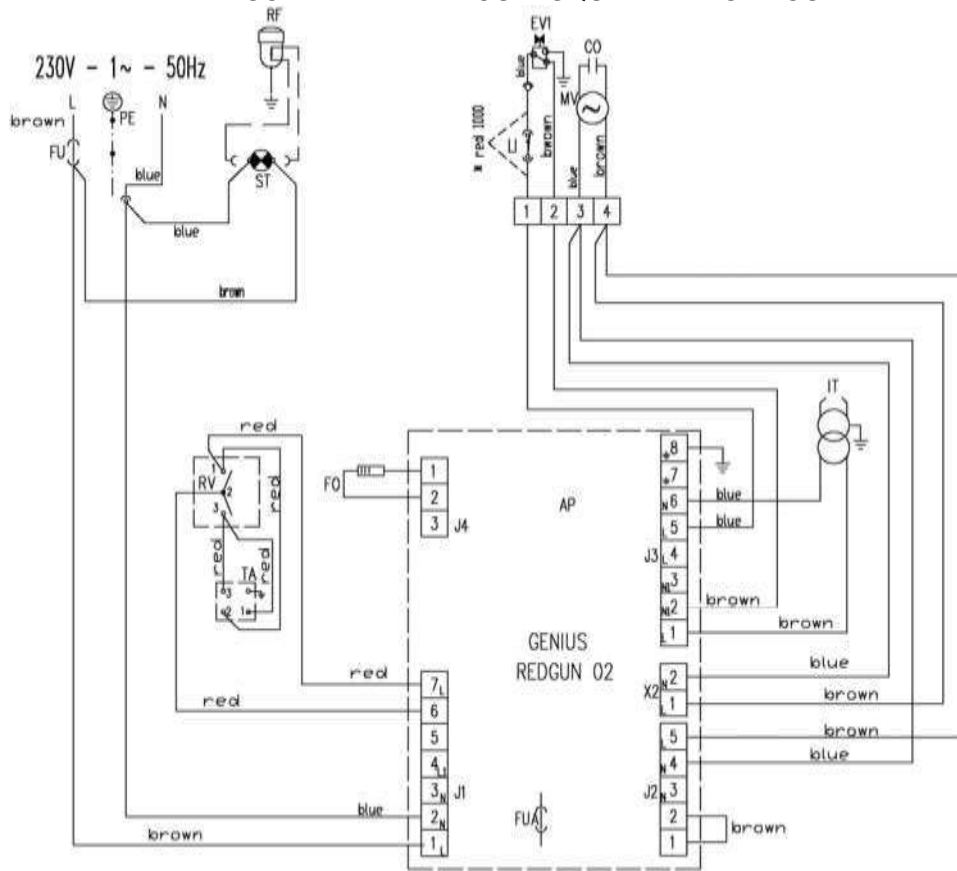 RF
230V - 1~ - 50Hz
L
PE
N
brown
FU
blue
ST
blue
brown
EV1
CO
blue
MV
* red 1000
LI
bwown
blue
brown
1 2 3 4
IT
red
1
RV
2
3
red
red
red
TA
3
2 1
FO
1
2
3
J4
AP
8
7
N 6
blue
L 5
blue
J3
L 4
N1 3
N1 2
brown
L 1
brown
GENIUS
REDGUN 02
N 2
blue
X2
L 1
brown
L 5
brown
N 4
blue
J2
N 3
2
1
brown
red
7 L
red
6
5
4 L1
3 N
J1
blue
2 N
brown
1 L
FUA